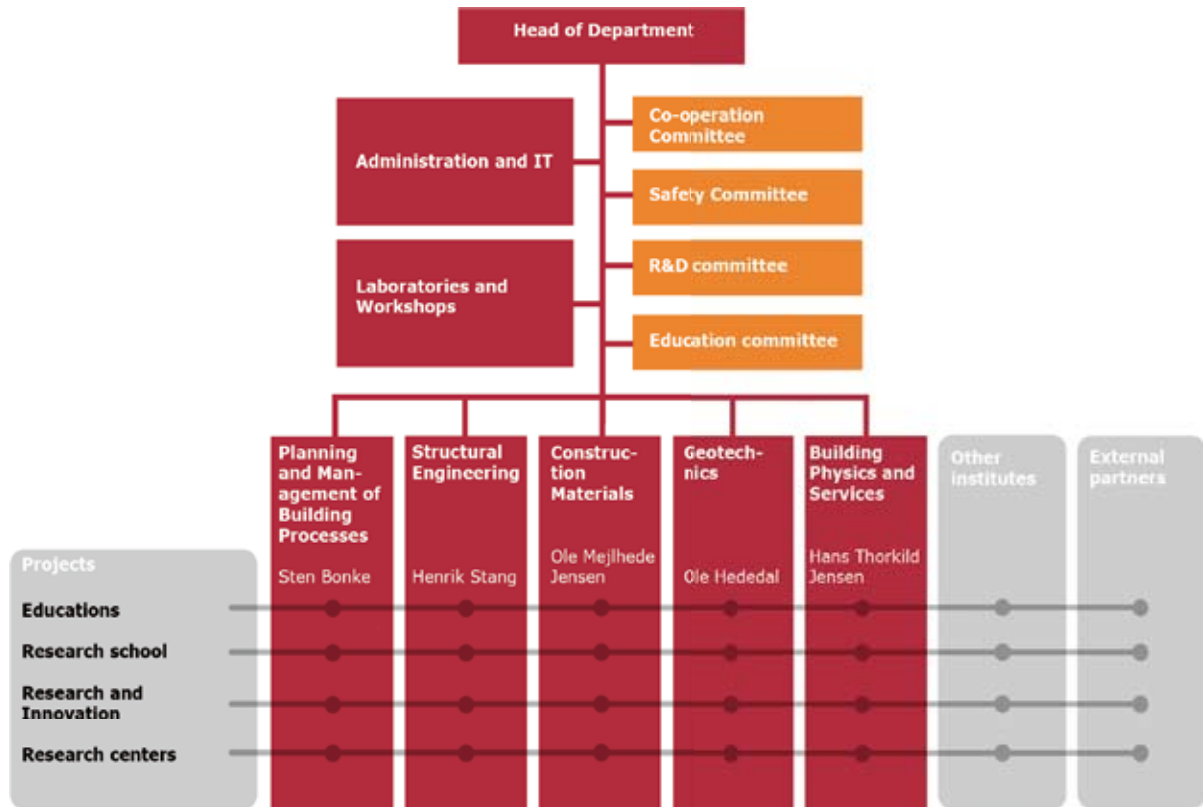 Head of Department
Co-operation
Committee
Administration and IT
Safety Committee
R&D committee
Laboratories and
Workshops
Education committee
Planning
and Man-
agement of
Building
Processes
Sten Bonke
Structural
Engineering
Henrik Stang
Construc-
tion
Materials
Ole Mejlhede
Jensen
Geotech-
nics
Ole Hededal
Building
Physics and
Services
Hans Thorkild
Jensen
Other
institutes
External
partners
Projects
Educations
Research school
Research and
Innovation
Research centers